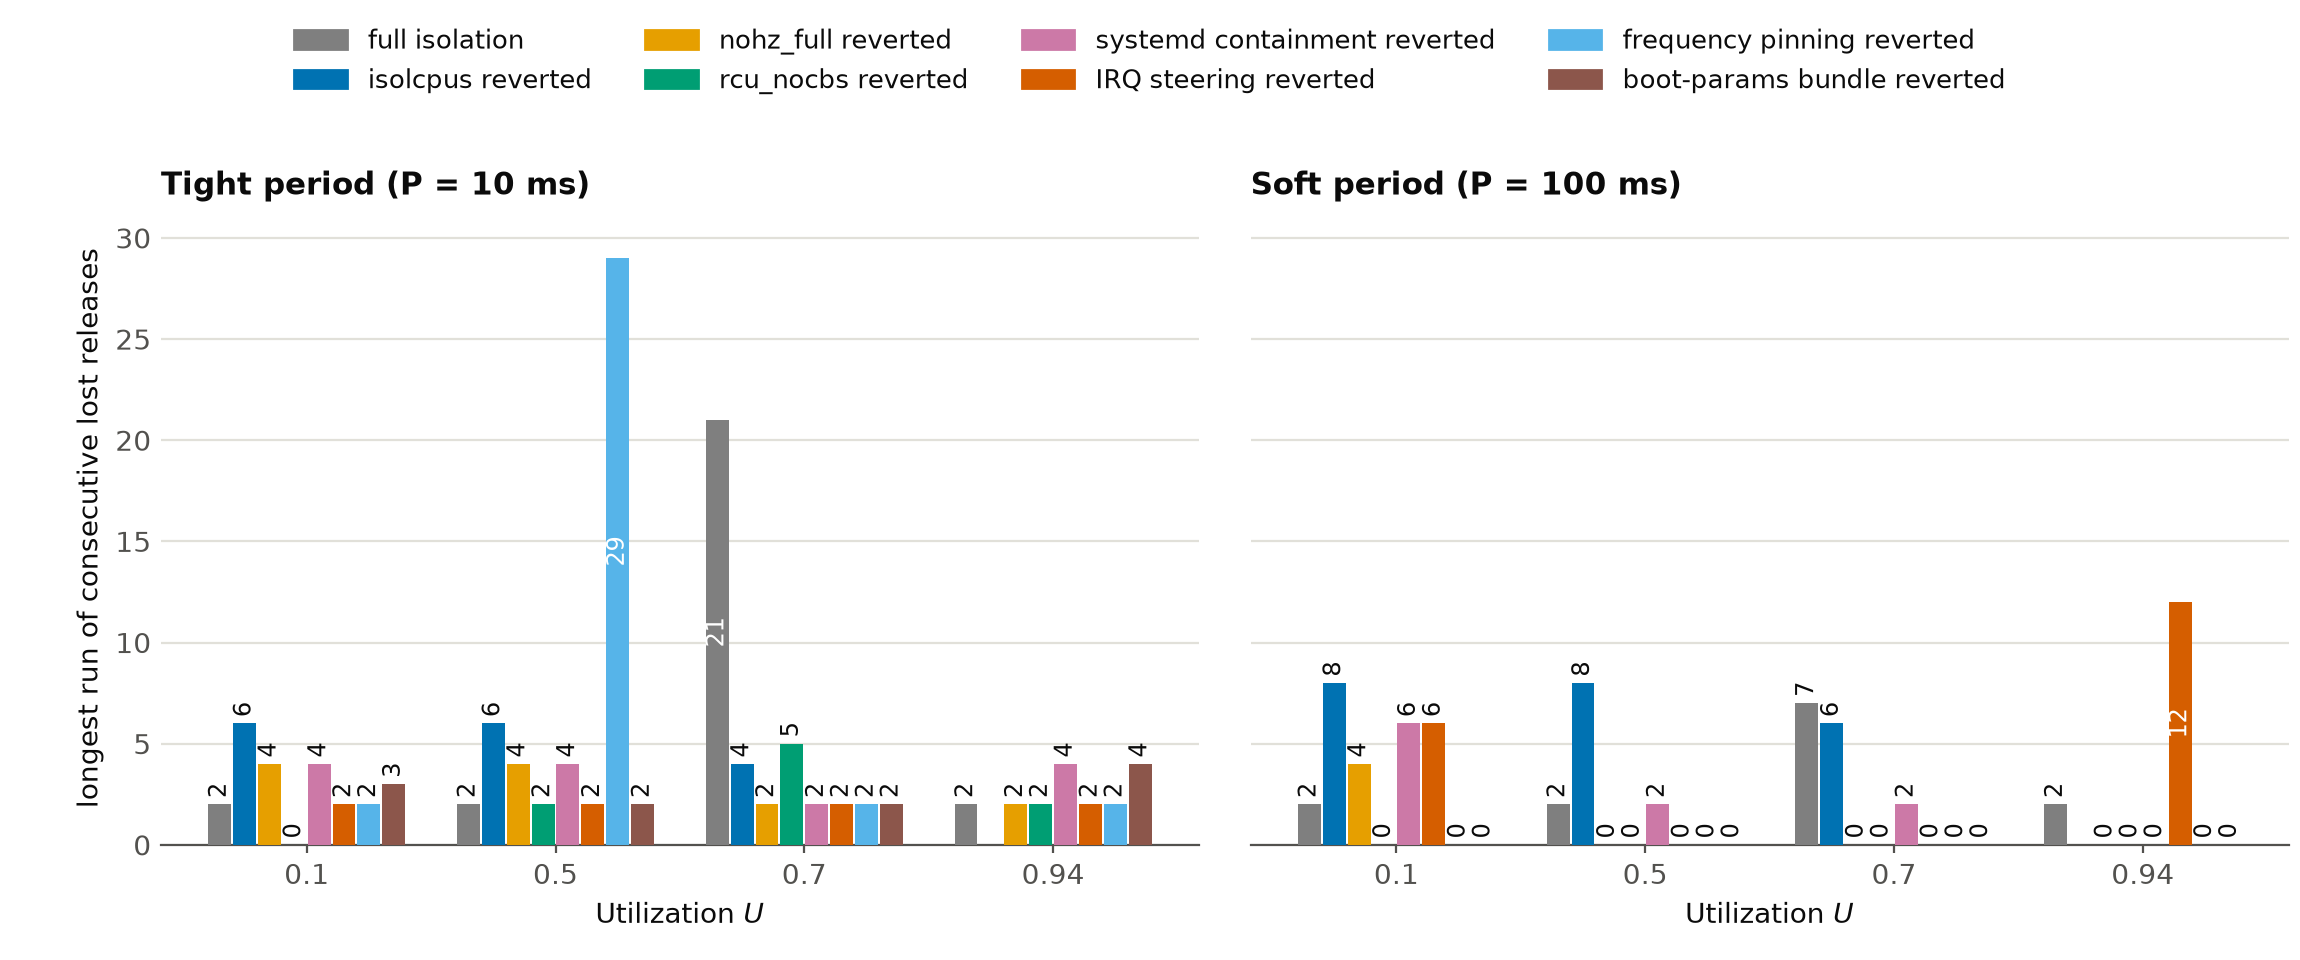 full isolation
isolcpus reverted
nohz_full reverted
rcu_nocbs reverted
systemd containment reverted
IRQ steering reverted
frequency pinning reverted
boot-params bundle reverted
Tight period (P = 10 ms)
longest run of consecutive lost releases
30
25
20
15
10
5
0
2 6 4 0 4 2 2 3
2 6 4 2 4 2 29 2
21 4 2 5 2 2 2 2
2 2 2 4 2 2 4
0.1 0.5 0.7 0.94
Utilization U
Soft period (P = 100 ms)
2 8 4 0 6 6 0 0
2 8 0 0 2 0 0 0
7 6 0 0 2 0 0 0
2 0 0 0 12 0 0
0.1 0.5 0.7 0.94
Utilization U